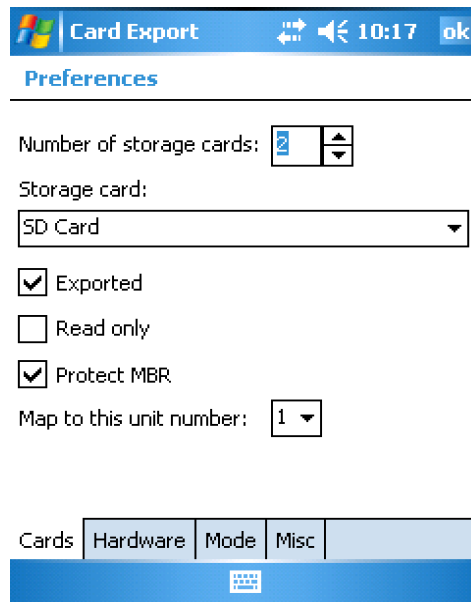 Card Export 10:17 ok
Preferences
Number of storage cards: 2
Storage card:
SD Card
Exported
Read only
Protect MBR
Map to this unit number: 1
Cards Hardware Mode Misc